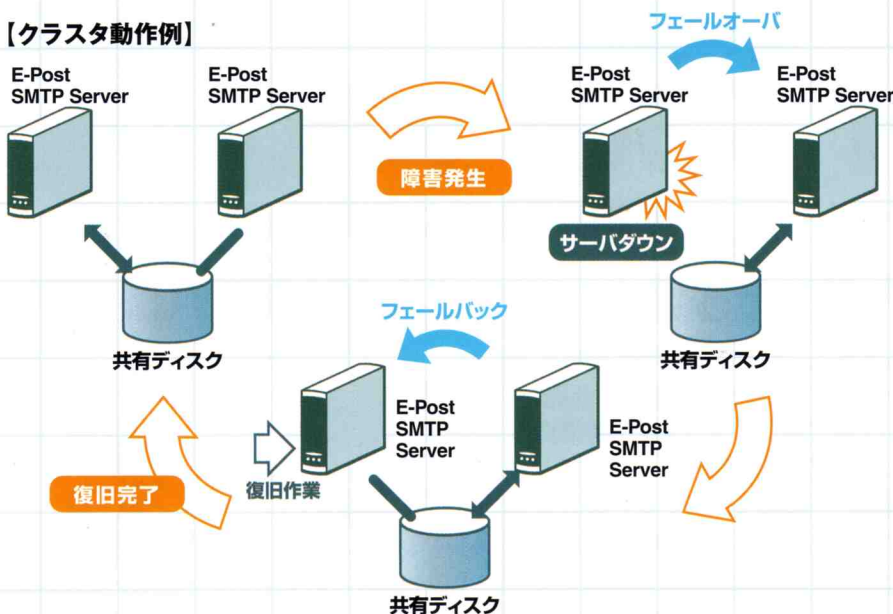 【クラスタ動作例】
E-Post
SMTP Server
E-Post
SMTP Server
障害発生
フェールオーバ
E-Post
SMTP Server
E-Post
SMTP Server
サーバダウン
共有ディスク
共有ディスク
フェールバック
E-Post
SMTP
Server
E-Post
SMTP
Server
復旧作業
復旧完了
共有ディスク